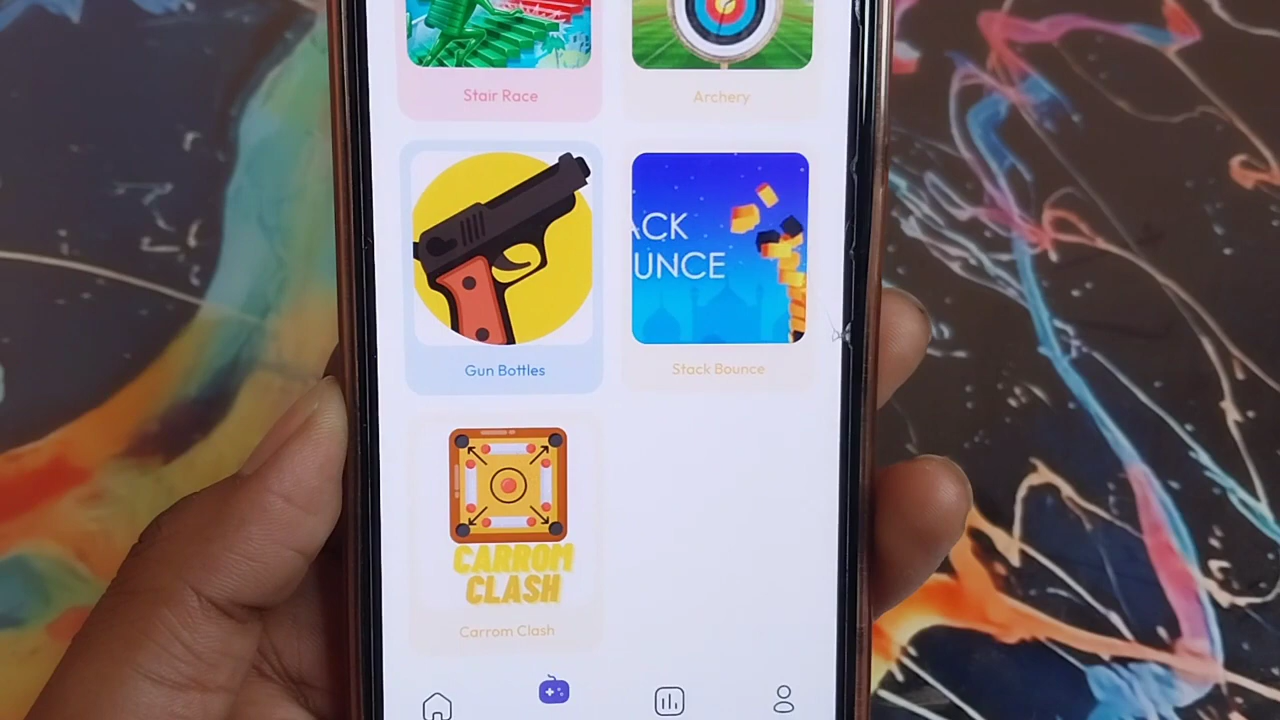 Stair Race
Archery
ACK
UNCE
Gun Bottles
Stack Bounce
CARROM
CLASH
Carrom Clash